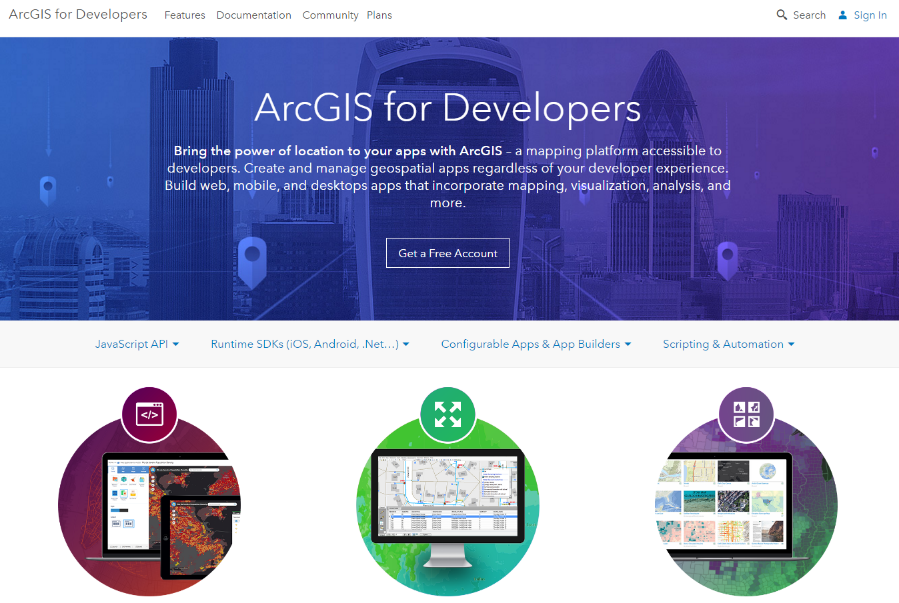 ArcGIS for Developers Features Documentation Community Plans Search Sign In
ArcGIS for Developers
Bring the power of location to your apps with ArcGIS – a mapping platform accessible to
developers. Create and manage geospatial apps regardless of your developer experience.
Build web, mobile, and desktops apps that incorporate mapping, visualization, analysis, and
more.
Get a Free Account
JavaScript API Runtime SDKs (iOS, Android, .Net...) Configurable Apps & App Builders Scripting & Automation